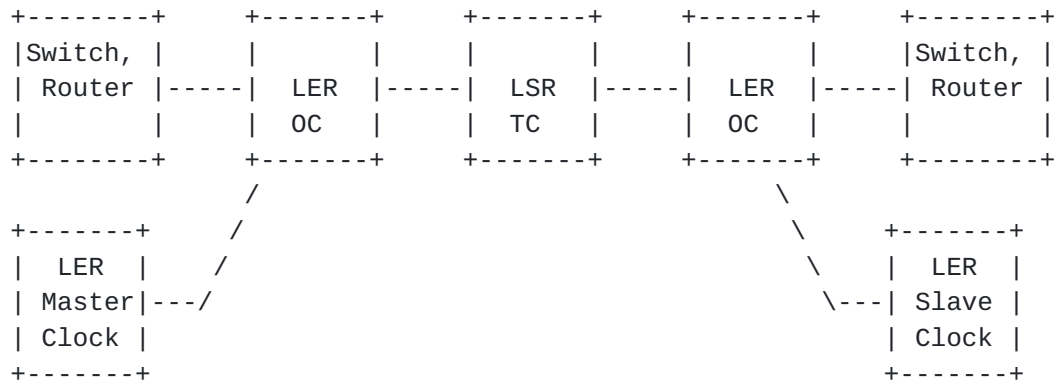 +--------+     +-------+     +-------+     +-------+     +--------+
|Switch, |     |       |     |       |     |       |     |Switch, |
| Router |-----|  LER  |-----|  LSR  |-----|  LER  |-----| Router |
|        |     |  OC   |     |  TC   |     |  OC   |     |        |
+--------+     +-------+     +-------+     +-------+     +--------+
               /                                 \
+-------+     /                                   \     +-------+
|  LER  |    /                                     \    |  LER  |
| Master|---/                                       \---| Slave |
| Clock |                                               | Clock |
+-------+                                               +-------+